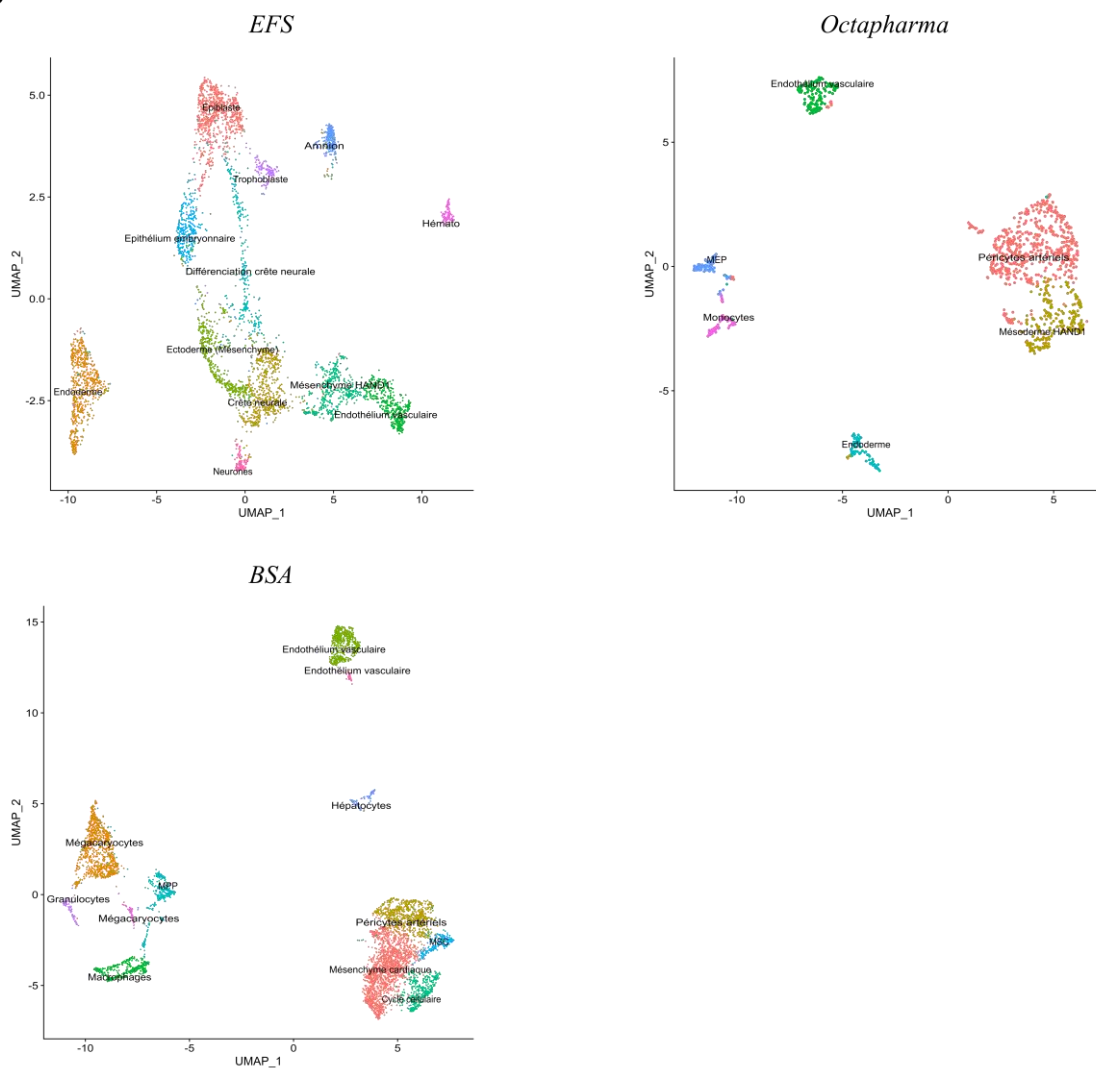 EFS
Octapharma
5.0
2.5
0.0
-2.5
UMAP_2
-10
-5
0
5
10
UMAP_1
Epiblaste
Amnion
Trophoblaste
Hémato
Epithélium embryonnaire
Différenciation crête neurale
Ectoderme (Mésenchyme)
Endoderme
Mésenchyme HAND1
Crête neurale
Endothélium vasculaire
Neurones
5
0
-5
UMAP_2
-10
-5
0
5
UMAP_1
Endothélium vasculaire
MEP
Péricytes artériels
Monocytes
Mésoderme HAND1
Endoderme
BSA
15
10
5
0
-5
UMAP_2
-10
-5
0
5
UMAP_1
Endothélium vasculaire
Endothélium vasculaire
Hépatocytes
Mégacaryocytes
MPP
Granulocytes
Mégacaryocytes
Macrophages
Péricytes artériels
Mésenchyme cardiaque
Cycle cellulaire